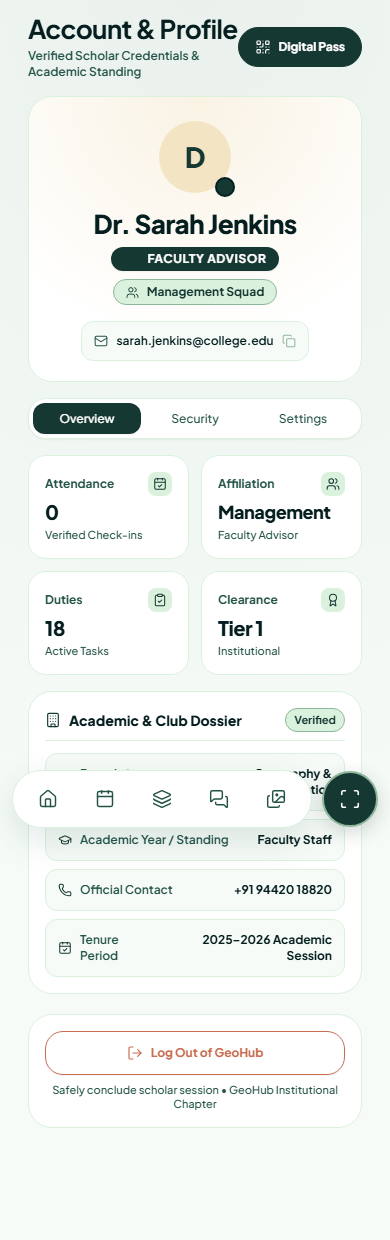 Account & Profile
Verified Scholar Credentials &
Academic Standing
Digital Pass
D
Dr. Sarah Jenkins
FACULTY ADVISOR
Management Squad
sarah.jenkins@college.edu
Overview
Security
Settings
Attendance
0
Verified Check-ins
Affiliation
Management
Faculty Advisor
Duties
18
Active Tasks
Clearance
Tier 1
Institutional
Academic & Club Dossier
Verified
Academic Year / Standing
Faculty Staff
Official Contact
+91 94420 18820
Tenure
Period
2025–2026 Academic
Session
Log Out of GeoHub
Safely conclude scholar session • GeoHub Institutional
Chapter